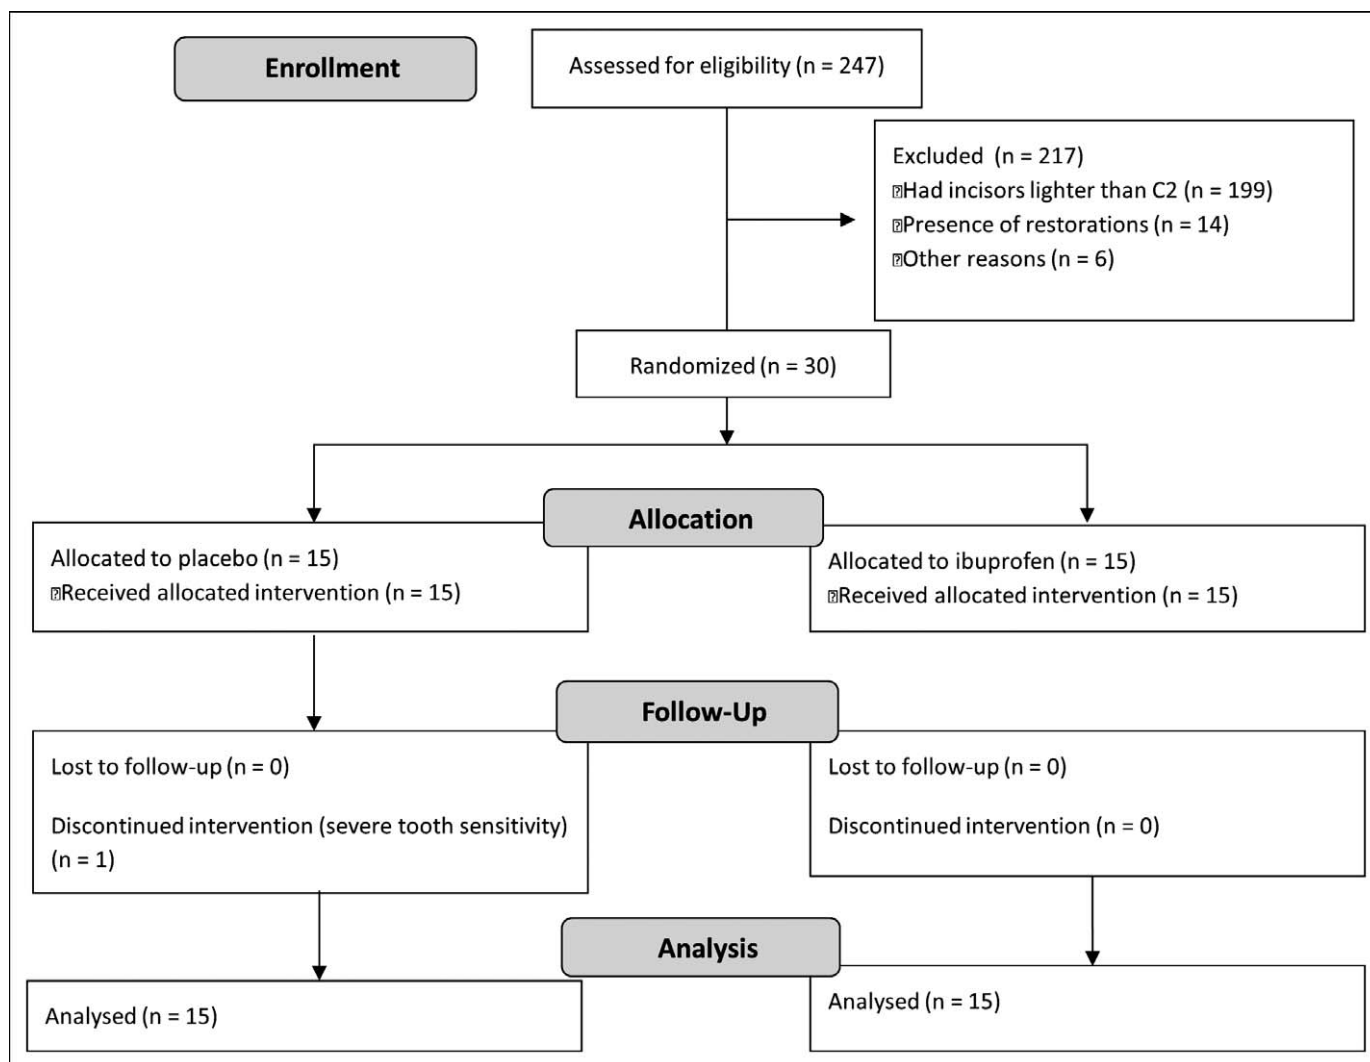 Enrollment
Assessed for eligibility (n = 247)
Excluded (n = 217)
⍰Had incisors lighter than C2 (n = 199)
⍰Presence of restorations (n = 14)
⍰Other reasons (n = 6)
Randomized (n = 30)
Allocation
Allocated to placebo (n = 15)
⍰Received allocated intervention (n = 15)
Allocated to ibuprofen (n = 15)
⍰Received allocated intervention (n = 15)
Follow-Up
Lost to follow-up (n = 0)
Discontinued intervention (severe tooth sensitivity)
(n = 1)
Lost to follow-up (n = 0)
Discontinued intervention (n = 0)
Analysis
Analysed (n = 15)
Analysed (n = 15)